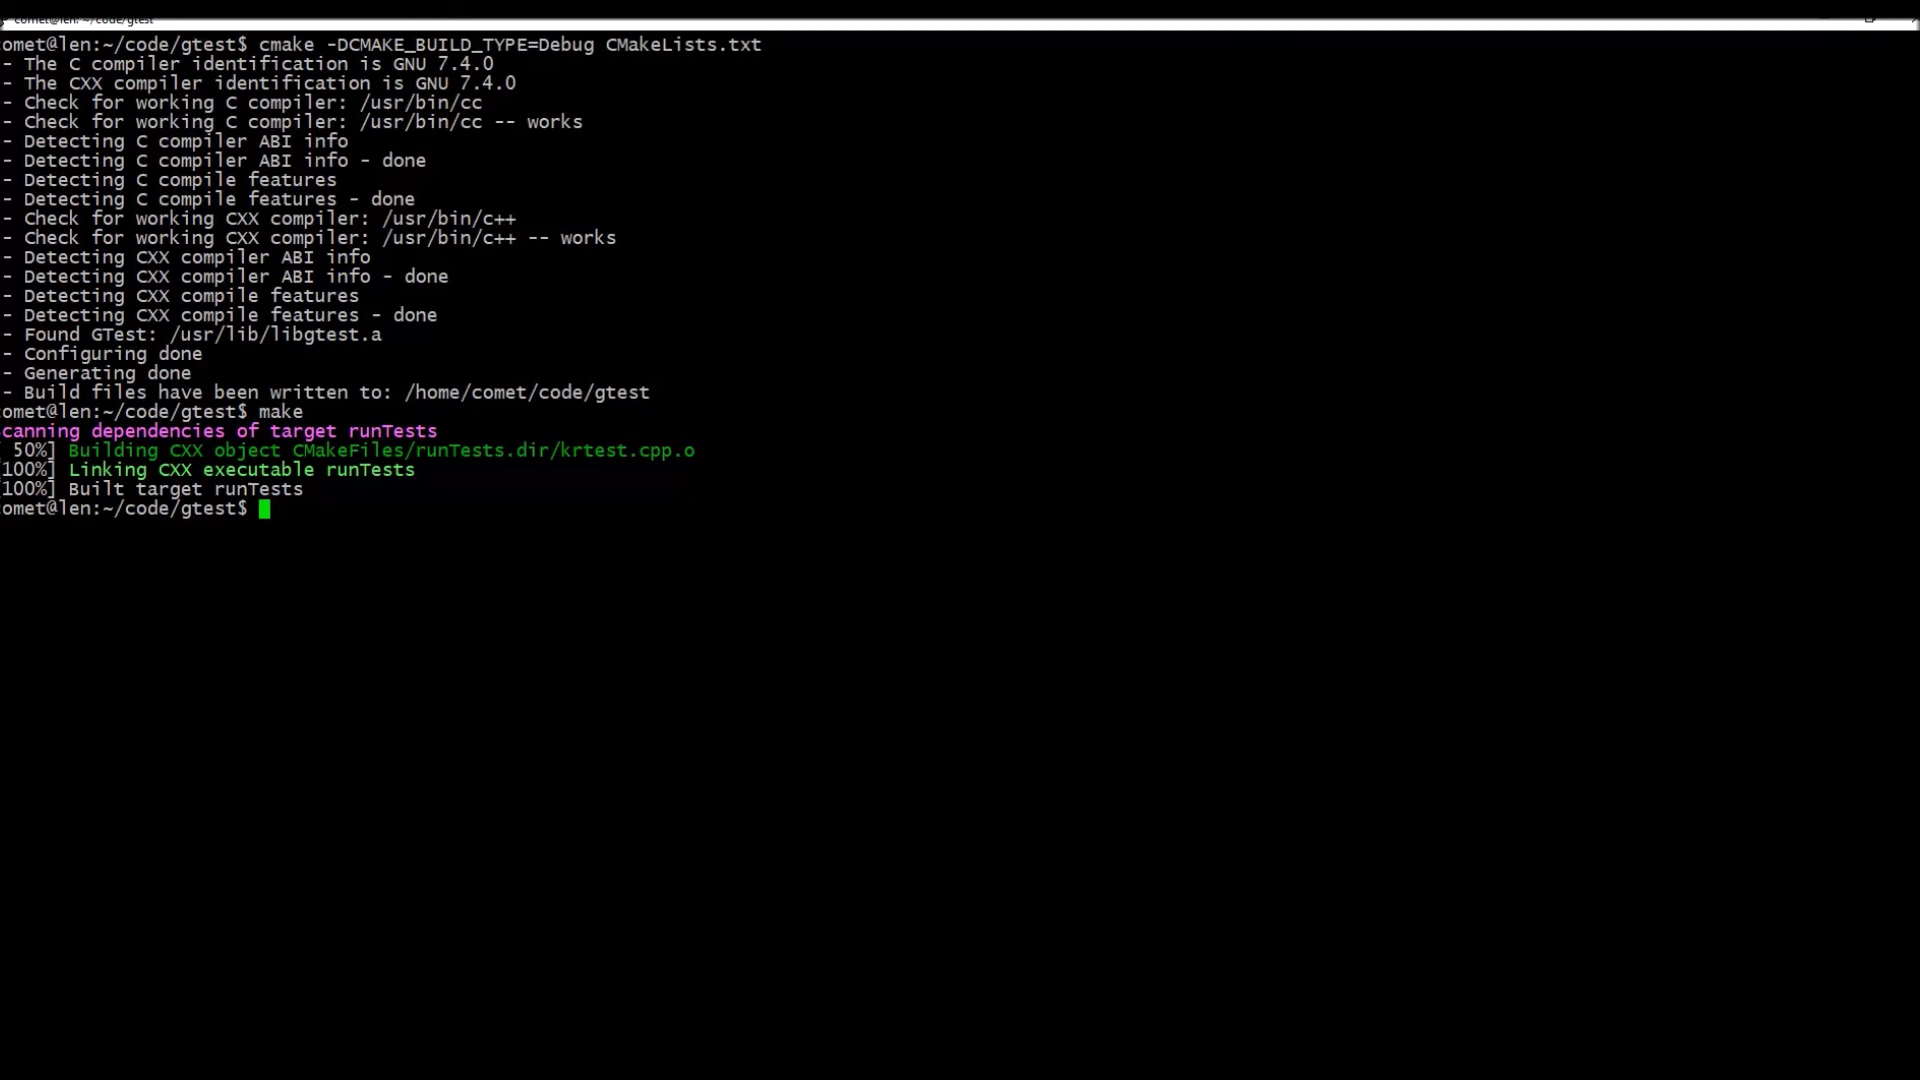 comet@len: ~/code/gtest
omet@len:~/code/gtest$ cmake -DCMAKE_BUILD_TYPE=Debug CMakeLists.txt
- The C compiler identification is GNU 7.4.0
- The CXX compiler identification is GNU 7.4.0
- Check for working C compiler: /usr/bin/cc
- Check for working C compiler: /usr/bin/cc -- works
- Detecting C compiler ABI info
- Detecting C compiler ABI info - done
- Detecting C compile features
- Detecting C compile features - done
- Check for working CXX compiler: /usr/bin/c++
- Check for working CXX compiler: /usr/bin/c++ -- works
- Detecting CXX compiler ABI info
- Detecting CXX compiler ABI info - done
- Detecting CXX compile features
- Detecting CXX compile features - done
- Found GTest: /usr/lib/libgtest.a
- Configuring done
- Generating done
- Build files have been written to: /home/comet/code/gtest
omet@len:~/code/gtest$ make
canning dependencies of target runTests
50%] Building CXX object CMakeFiles/runTests.dir/krtest.cpp.o
100%] Linking CXX executable runTests
100%] Built target runTests
omet@len:~/code/gtest$